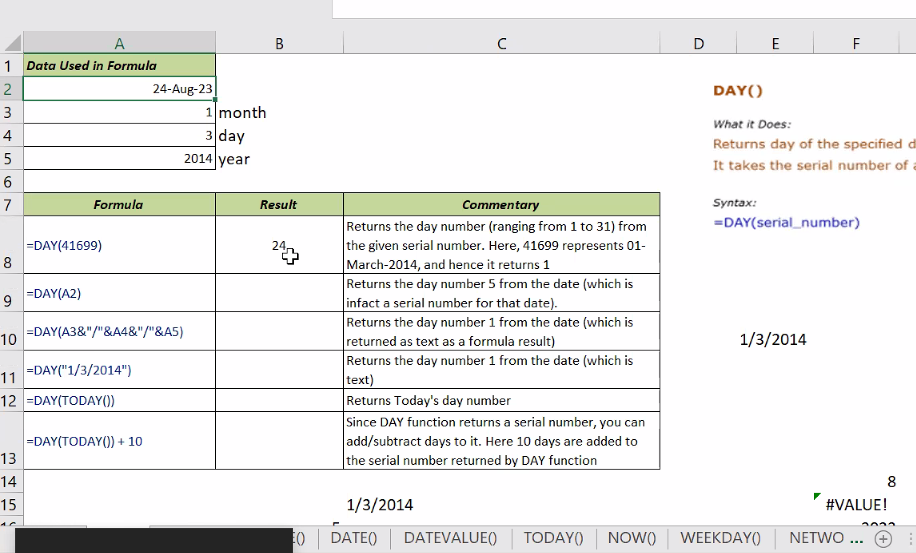 A B C D E F
1 Data Used in Formula
2 24-Aug-23
3 1 month
4 3 day
5 2014 year
6
7 Formula Result Commentary
8 =DAY(41699) 24
Returns the day number (ranging from 1 to 31) from
the given serial number. Here, 41699 represents 01-
March-2014, and hence it returns 1
9 =DAY(A2)
Returns the day number 5 from the date (which is
infact a serial number for that date).
10 =DAY(A3&"/"&A4&"/"&A5)
Returns the day number 1 from the date (which is
returned as text as a formula result)
11 =DAY("1/3/2014")
Returns the day number 1 from the date (which is
text)
12 =DAY(TODAY()) Returns Today's day number
13 =DAY(TODAY()) + 10
Since DAY function returns a serial number, you can
add/subtract days to it. Here 10 days are added to
the serial number returned by DAY function
14
15 1/3/2014
DAY()
What it Does:
Returns day of the specified d
It takes the serial number of
Syntax:
=DAY(serial_number)
1/3/2014
8
#VALUE!
DATE() DATEVALUE() TODAY() NOW() WEEKDAY() NETWO ...